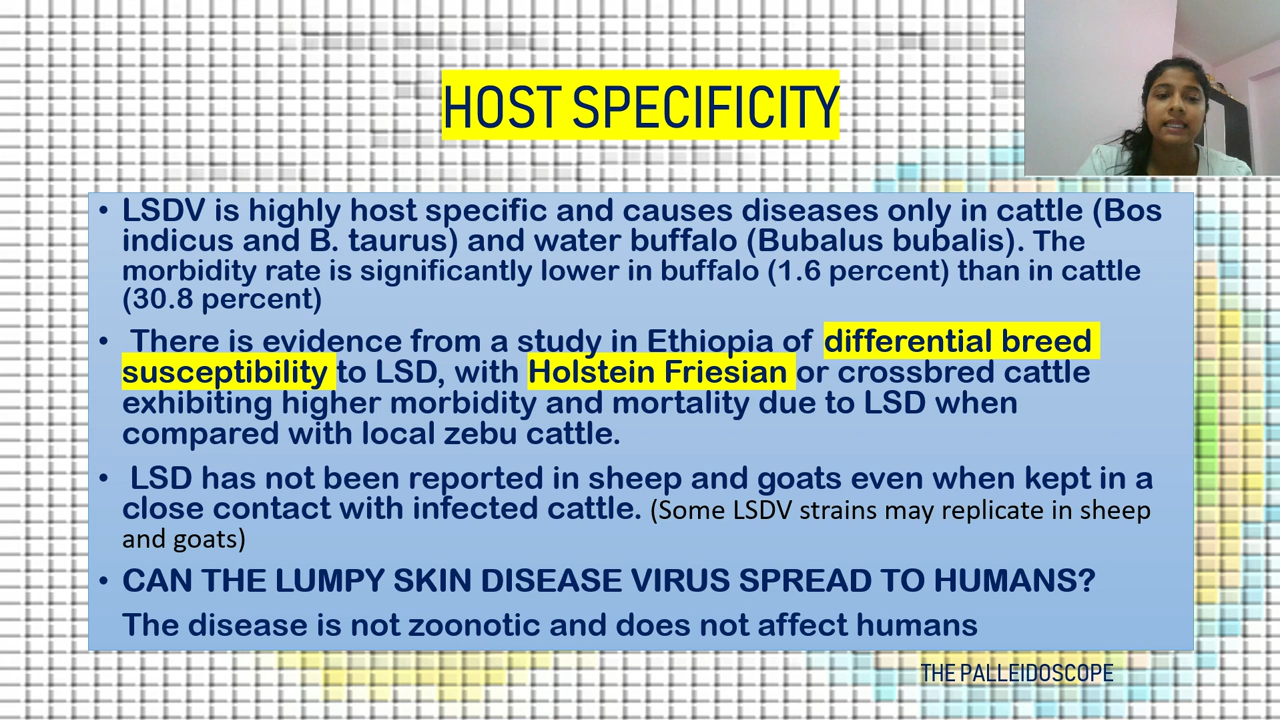 HOST SPECIFICITY
• LSDV is highly host specific and causes diseases only in cattle (Bos
indicus and B. taurus) and water buffalo (Bubalus bubalis). The
morbidity rate is significantly lower in buffalo (1.6 percent) than in cattle
(30.8 percent)
• There is evidence from a study in Ethiopia of differential breed
susceptibility to LSD, with Holstein Friesian or crossbred cattle
exhibiting higher morbidity and mortality due to LSD when
compared with local zebu cattle.
• LSD has not been reported in sheep and goats even when kept in a
close contact with infected cattle. (Some LSDV strains may replicate in sheep
and goats)
• CAN THE LUMPY SKIN DISEASE VIRUS SPREAD TO HUMANS?
The disease is not zoonotic and does not affect humans
THE PALLEIDOSCOPE